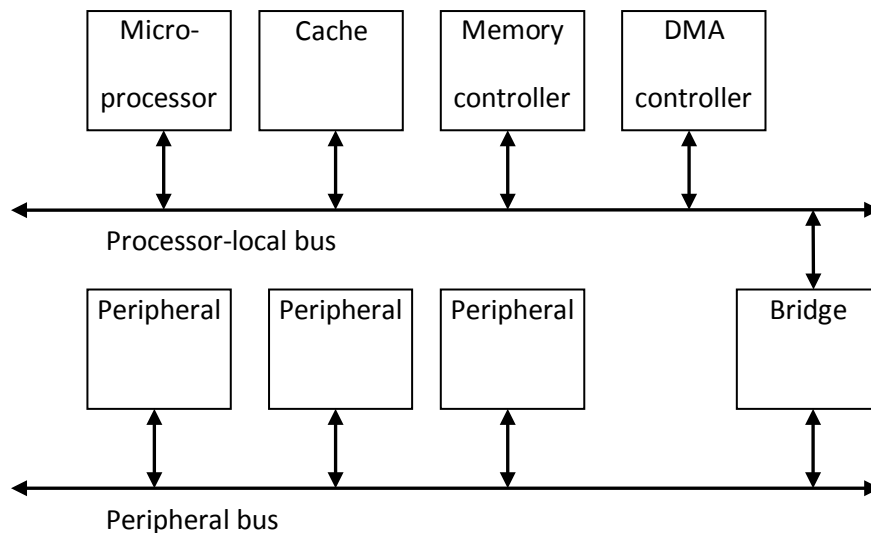 Micro-
processor
Cache
Memory
controller
DMA
controller
Processor-local bus
Peripheral
Peripheral
Peripheral
Bridge
Peripheral bus